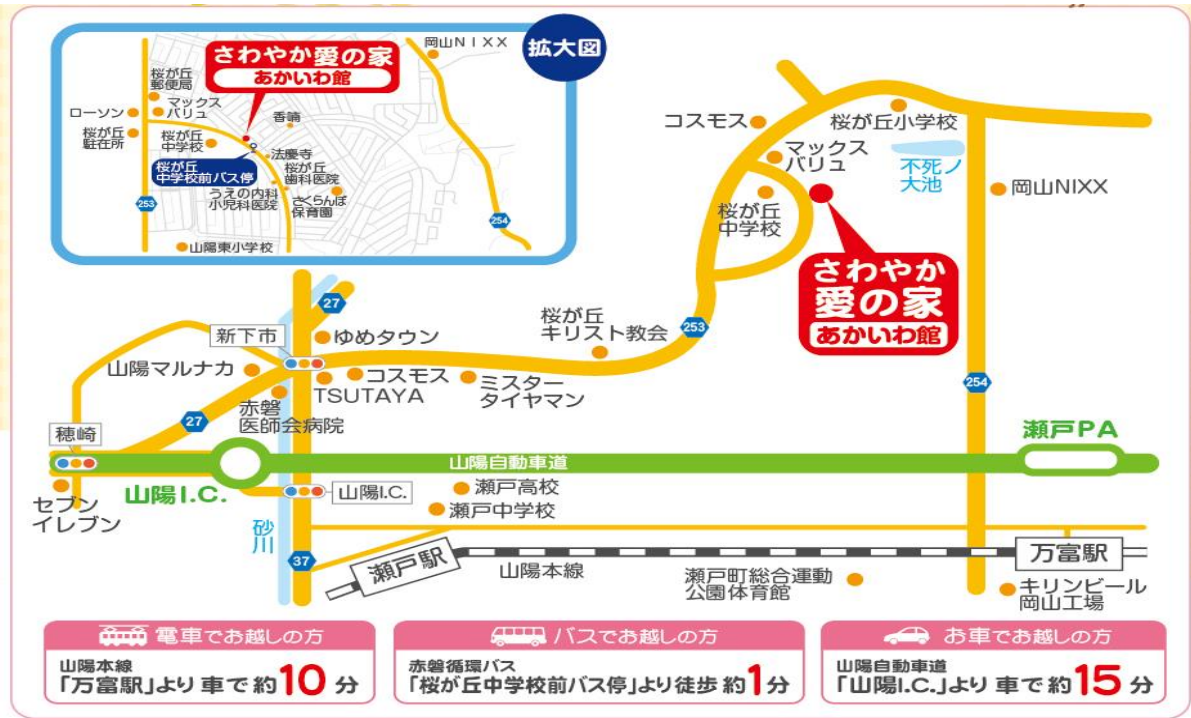 拡大図
岡山NIXX
さわやか愛の家
あかいわ館
桜が丘
郵便局
マックス
バリュ
ローソン
桜が丘
駐在所
桜が丘
中学校
法慶寺
桜が丘
中学校前バス停
桜が丘
歯科医院
うえの内科
小児科医院
さくらんぼ
保育園
253
254
山陽東小学校
コスモス
桜が丘小学校
マックス
バリュ
不死ノ
大池
岡山NIXX
桜が丘
中学校
さわやか
愛の家
あかいわ館
27
新下市
ゆめタウン
桜が丘
キリスト教会
253
山陽マルナカ
コスモス
TSUTAYA
ミスター
タイヤマン
254
赤磐
医師会病院
27
穂崎
瀬戸PA
山陽自動車道
山陽I.C.
山陽I.C.
瀬戸高校
瀬戸中学校
セブン
イレブン
砂川
37
瀬戸駅
山陽本線
瀬戸町総合運動
公園体育館
万富駅
キリンビール
岡山工場
電車でお越しの方
山陽本線
「万富駅」より 車で 約10分
バスでお越しの方
赤磐循環バス
「桜が丘中学校前バス停」より徒歩 約1分
お車でお越しの方
山陽自動車道
「山陽I.C.」より 車で 約15分